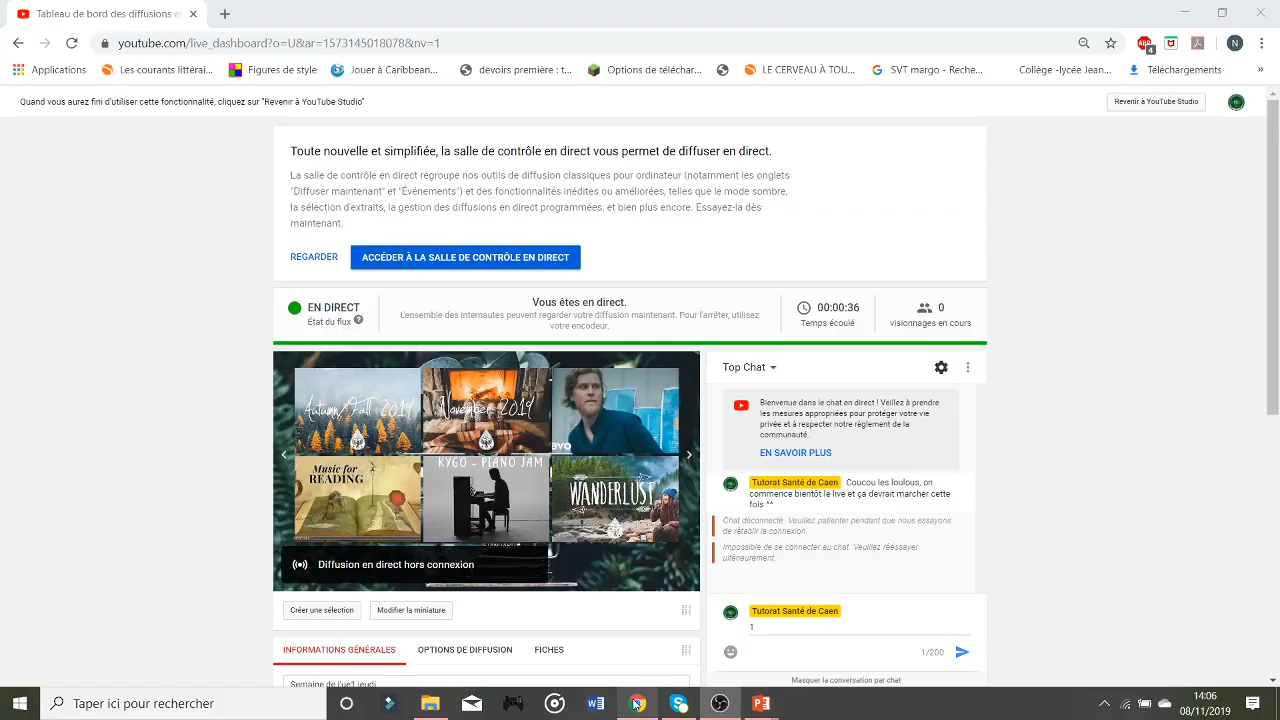 Tableau de bord des diffusions e
youtube.com/live_dashboard?o=U&ar=1573145018078&nv=1
4
N
Applications
Les courants littérai...
Figures de style
Jouer à Caribbean...
devoirs première : t...
Options de téléchar...
LE CERVEAU À TOU...
SVT margo - Reche...
Collège -lycée Jean...
Téléchargements
»
Quand vous aurez fini d'utiliser cette fonctionnalité, cliquez sur "Revenir à YouTube Studio"
Revenir à YouTube Studio
Toute nouvelle et simplifiée, la salle de contrôle en direct vous permet de diffuser en direct.
La salle de contrôle en direct regroupe nos outils de diffusion classiques pour ordinateur (notamment les onglets
"Diffuser maintenant" et "Événements") et des fonctionnalités inédites ou améliorées, telles que le mode sombre,
la sélection d'extraits, la gestion des diffusions en direct programmées, et bien plus encore. Essayez-la dès
maintenant.
REGARDER
ACCÉDER À LA SALLE DE CONTRÔLE EN DIRECT
EN DIRECT
État du flux
Vous êtes en direct.
L'ensemble des internautes peuvent regarder votre diffusion maintenant. Pour l'arrêter, utilisez
votre encodeur.
00:00:36
Temps écoulé
0
visionnages en cours
Autumn/Fall 2019
November 2019
evo
Music for
READING
KYGO - PIANO JAM
WANDERLUST
Diffusion en direct hors connexion
Créer une sélection
Modifier la miniature
INFORMATIONS GÉNÉRALES
OPTIONS DE DIFFUSION
FICHES
Semaine de l'ue1 jeudi
Top Chat
Bienvenue dans le chat en direct ! Veillez à prendre
les mesures appropriées pour protéger votre vie
privée et à respecter notre règlement de la
communauté.
EN SAVOIR PLUS
Tutorat Santé de Caen Coucou les loulous, on
commence bientôt le live et ça devrait marcher cette
fois ^^
Chat déconnecté. Veuillez patienter pendant que nous essayons
de rétablir la connexion.
Impossible de se connecter au chat. Veuillez réessayer
ultérieurement.
Tutorat Santé de Caen
1
1/200
Masquer la conversation par chat
Taper ici pour rechercher
14:06
08/11/2019